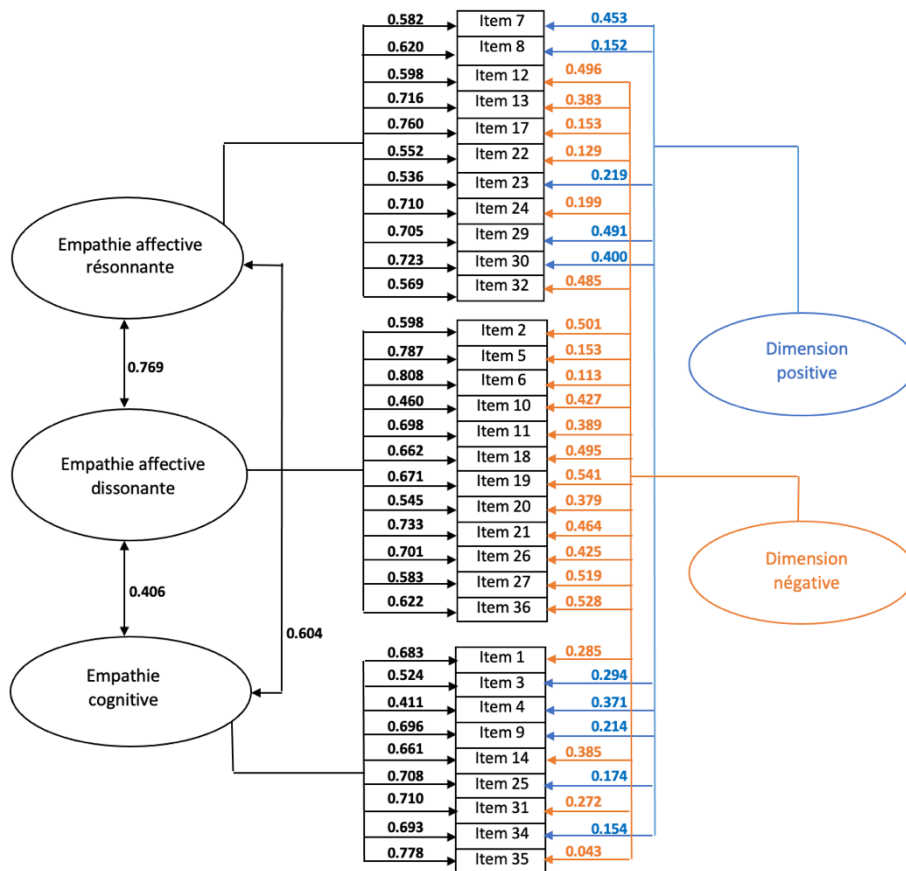 0.582 Item 7 0.453
0.620 Item 8 0.152
0.598 Item 12 0.496
0.716 Item 13 0.383
0.760 Item 17 0.153
0.552 Item 22 0.129
0.536 Item 23 0.219
0.710 Item 24 0.199
0.705 Item 29 0.491
0.723 Item 30 0.400
0.569 Item 32 0.485
Empathie affective
résonnante
0.769
0.598 Item 2 0.501
0.787 Item 5 0.153
0.808 Item 6 0.113
0.460 Item 10 0.427
0.698 Item 11 0.389
0.662 Item 18 0.495
0.671 Item 19 0.541
0.545 Item 20 0.379
0.733 Item 21 0.464
0.701 Item 26 0.425
0.583 Item 27 0.519
0.622 Item 36 0.528
Dimension
positive
Empathie affective
dissonante
Dimension
négative
0.406
0.604
0.683 Item 1 0.285
0.524 Item 3 0.294
0.411 Item 4 0.371
0.696 Item 9 0.214
0.661 Item 14 0.385
0.708 Item 25 0.174
0.710 Item 31 0.272
0.693 Item 34 0.154
0.778 Item 35 0.043
Empathie
cognitive